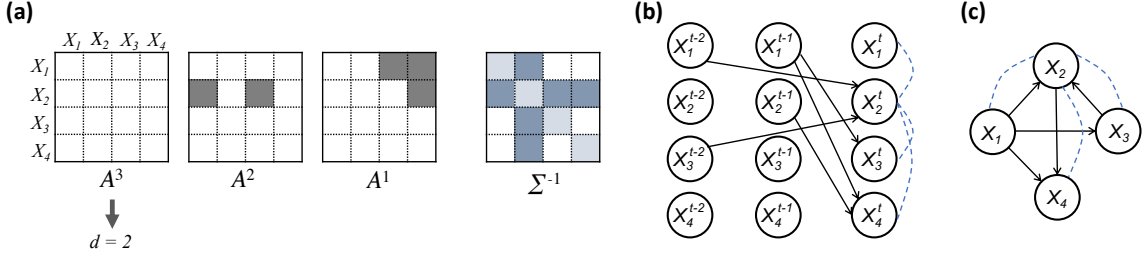 (a)
X₁ X₂ X₃ X₄
X₁
X₂
X₃
X₄
A³ A² A¹ Σ⁻¹
d = 2
(b)
X₁ᵗ⁻² X₁ᵗ⁻¹ X₁ᵗ
X₂ᵗ⁻² X₂ᵗ⁻¹ X₂ᵗ
X₃ᵗ⁻² X₃ᵗ⁻¹ X₃ᵗ
X₄ᵗ⁻² X₄ᵗ⁻¹ X₄ᵗ
(c)
X₂
X₁ X₃
X₄